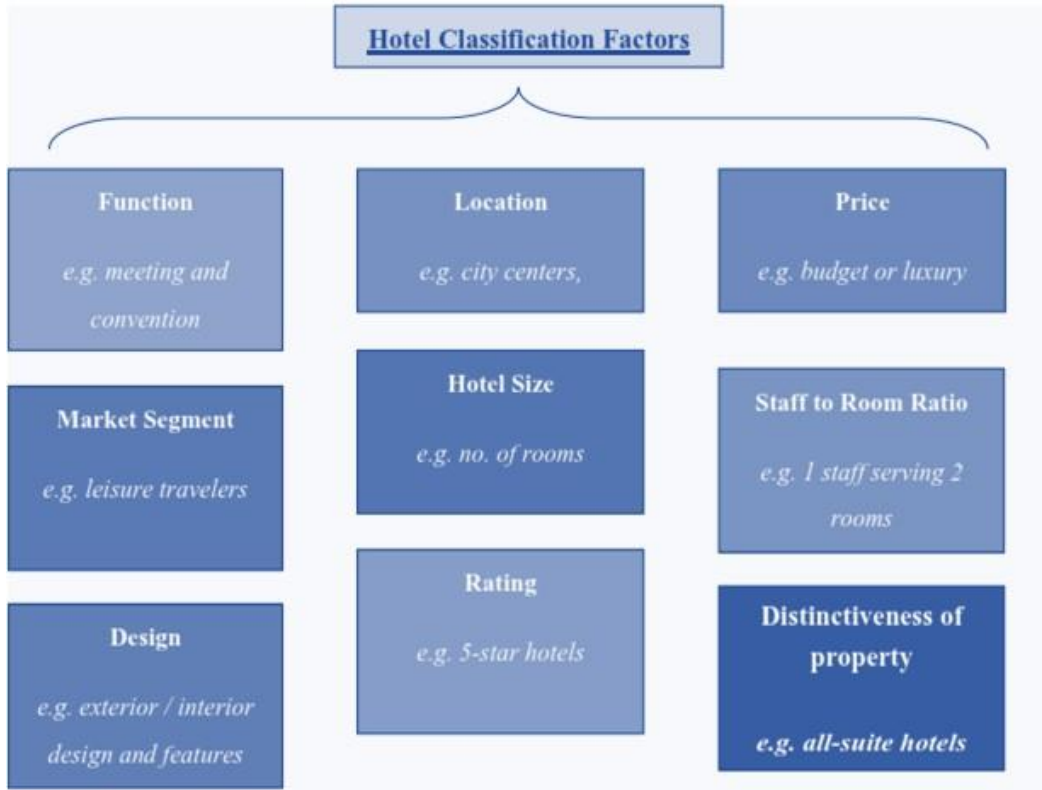 Hotel Classification Factors
Function
e.g. meeting and
convention
Location
e.g. city centers,
Price
e.g. budget or luxury
Market Segment
e.g. leisure travelers
Hotel Size
e.g. no. of rooms
Staff to Room Ratio
e.g. 1 staff serving 2
rooms
Design
e.g. exterior / interior
design and features
Rating
e.g. 5-star hotels
Distinctiveness of
property
e.g. all-suite hotels